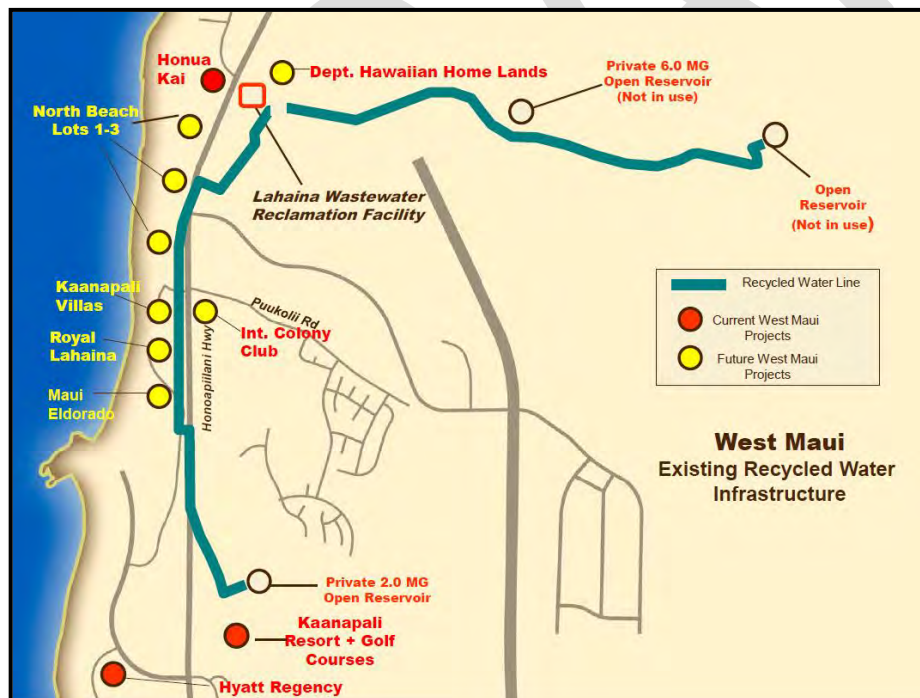 Honua
Kai
Dept. Hawaiian Home Lands
Private 6.0 MG
Open Reservoir
(Not in use)
North Beach
Lots 1-3
Lahaina Wastewater
Reclamation Facility
Open
Reservoir
(Not in use)
Recycled Water Line
Current West Maui
Projects
Future West Maui
Projects
Kaanapali
Villas
Puukolii Rd
Int. Colony
Club
Royal
Lahaina
Honoapiilani Hwy
Maui
Eldorado
West Maui
Existing Recycled Water
Infrastructure
Private 2.0 MG
Open Reservoir
Kaanapali
Resort + Golf
Courses
Hyatt Regency